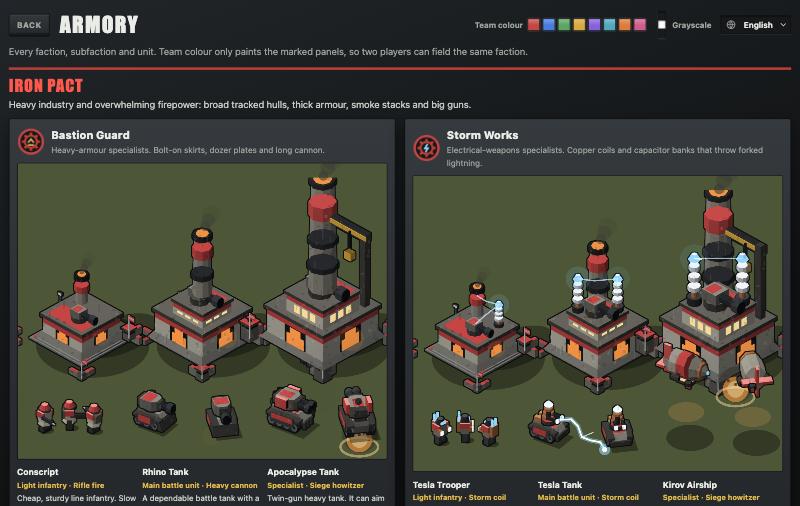 BACK
ARMORY
Team colour
Grayscale
English
Every faction, subfaction and unit. Team colour only paints the marked panels, so two players can field the same faction.
IRON PACT
Heavy industry and overwhelming firepower: broad tracked hulls, thick armour, smoke stacks and big guns.
Bastion Guard
Heavy-armour specialists. Bolt-on skirts, dozer plates and long cannon.
Storm Works
Electrical-weapons specialists. Copper coils and capacitor banks that throw forked
lightning.
Conscript
Light infantry · Rifle fire
Cheap, sturdy line infantry. Slow
Rhino Tank
Main battle unit · Heavy cannon
A dependable battle tank with a
Apocalypse Tank
Specialist · Siege howitzer
Twin-gun heavy tank. It can aim
Tesla Trooper
Light infantry · Storm coil
Tesla Tank
Main battle unit · Storm coil
Kirov Airship
Specialist · Siege howitzer